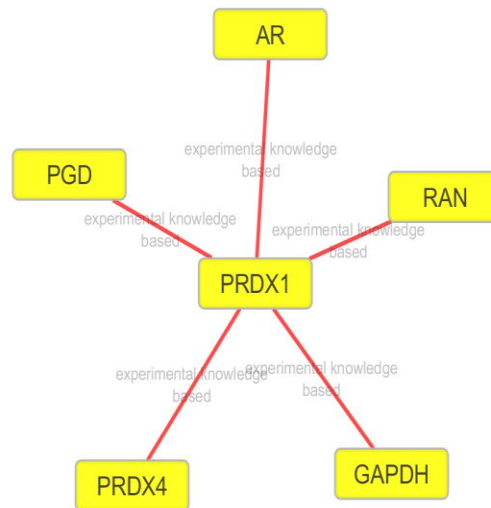 AR
experimental knowledge
based
PGD
RAN
experimental knowledge
based
experimental knowledge
based
PRDX1
experimental knowledge
based
experimental knowledge
based
PRDX4
GAPDH